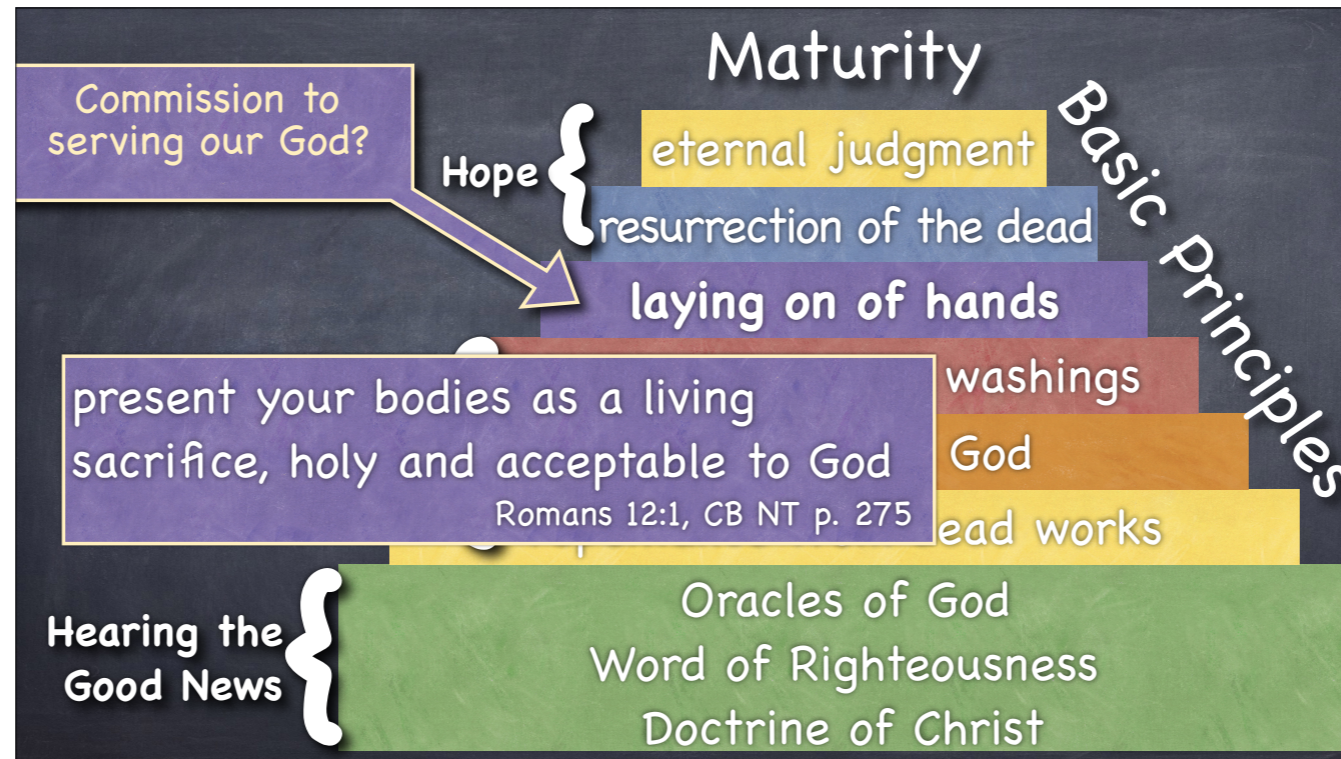 Maturity
Basic Principles
Commission to
serving our God?
Hope
eternal judgment
resurrection of the dead
laying on of hands
washings
present your bodies as a living
sacrifice, holy and acceptable to God
Romans 12:1, CB NT p. 275
God
works
Hearing the
Good News
Oracles of God
Word of Righteousness
Doctrine of Christ